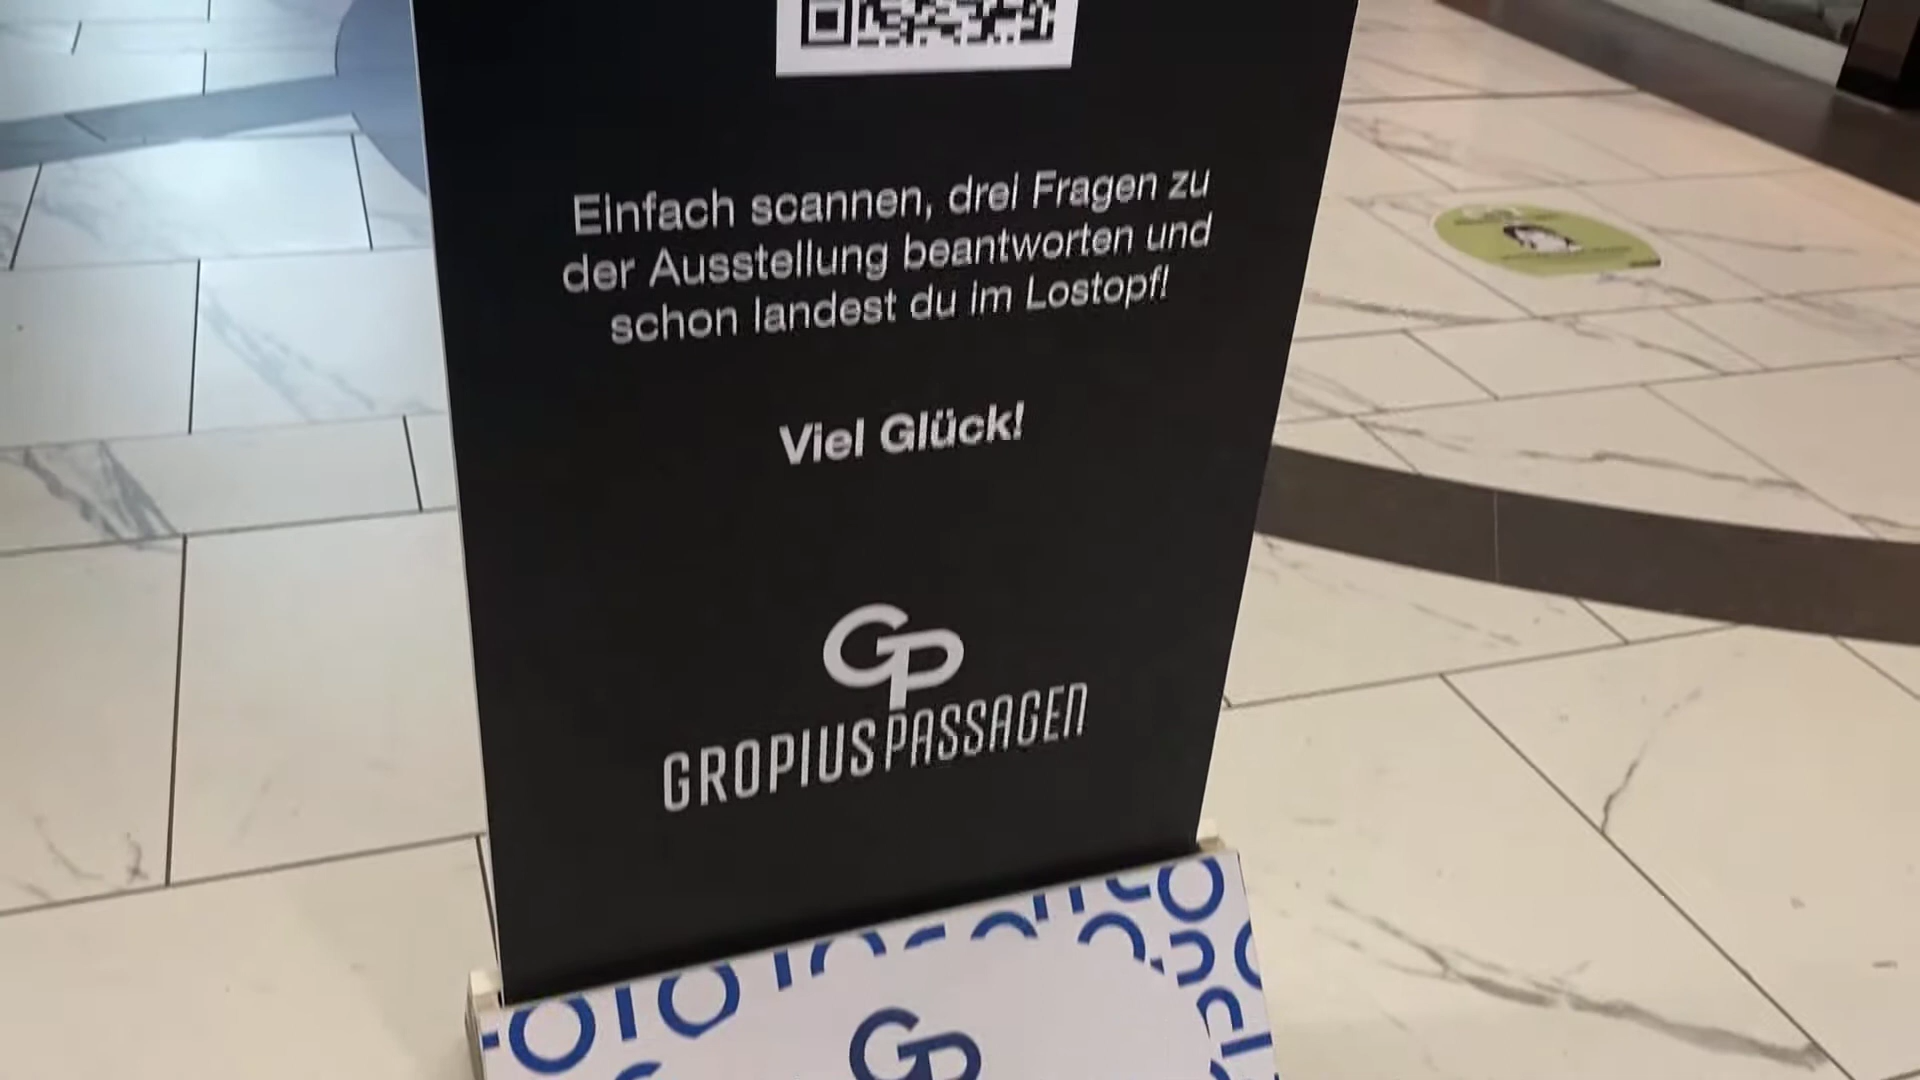 Einfach scannen, drei Fragen zu
der Ausstellung beantworten und
schon landest du im Lostopf!
Viel Glück!
GP
GROPIUS PASSAGEN
GP